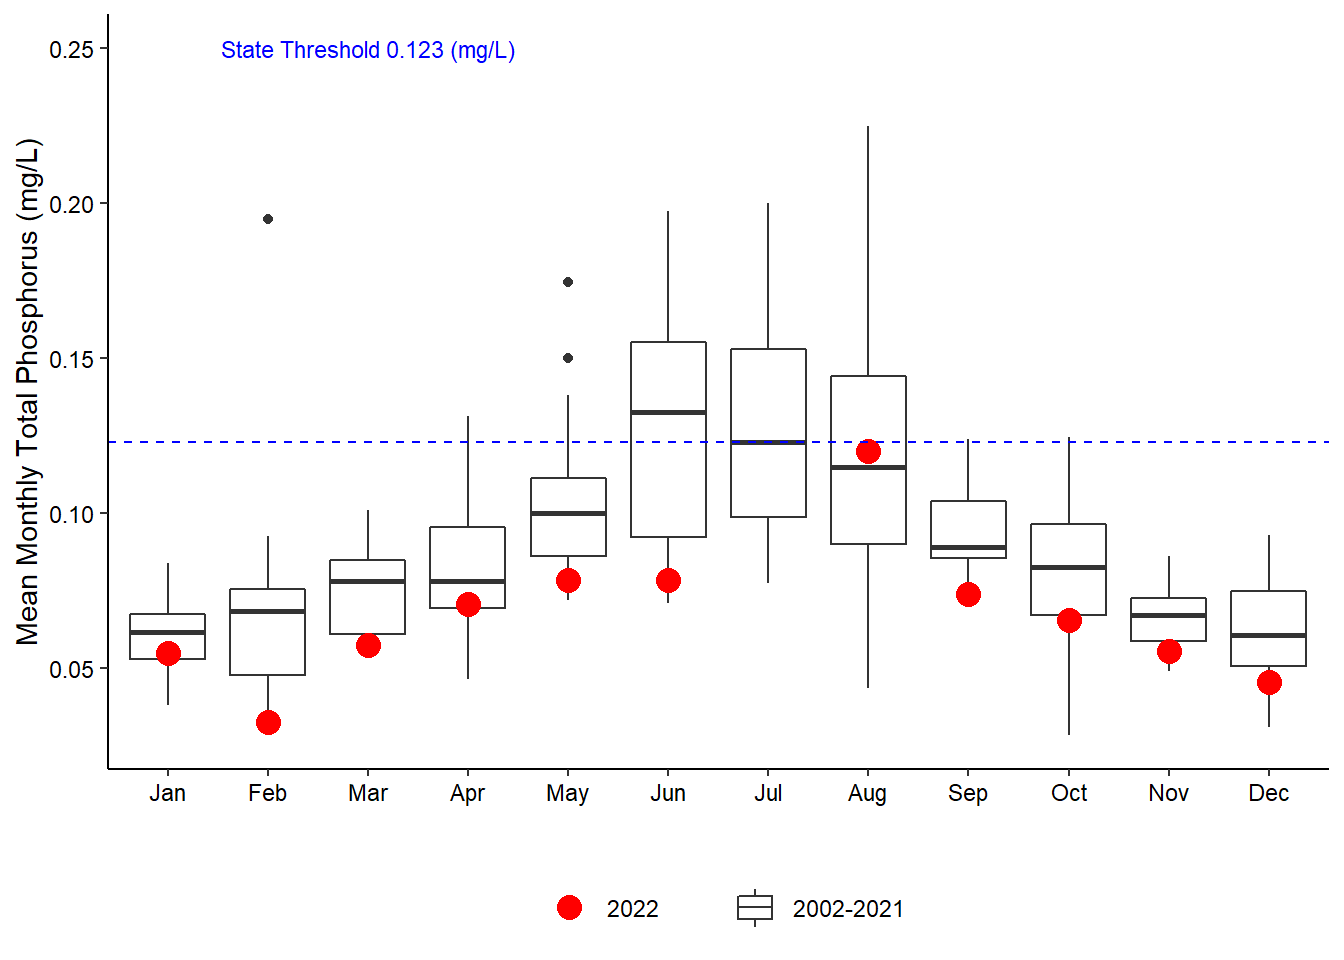 State Threshold 0.123 (mg/L)
Mean Monthly Total Phosphorus (mg/L)
0.25
0.20
0.15
0.10
0.05
Jan Feb Mar Apr May Jun Jul Aug Sep Oct Nov Dec
2022 2002-2021